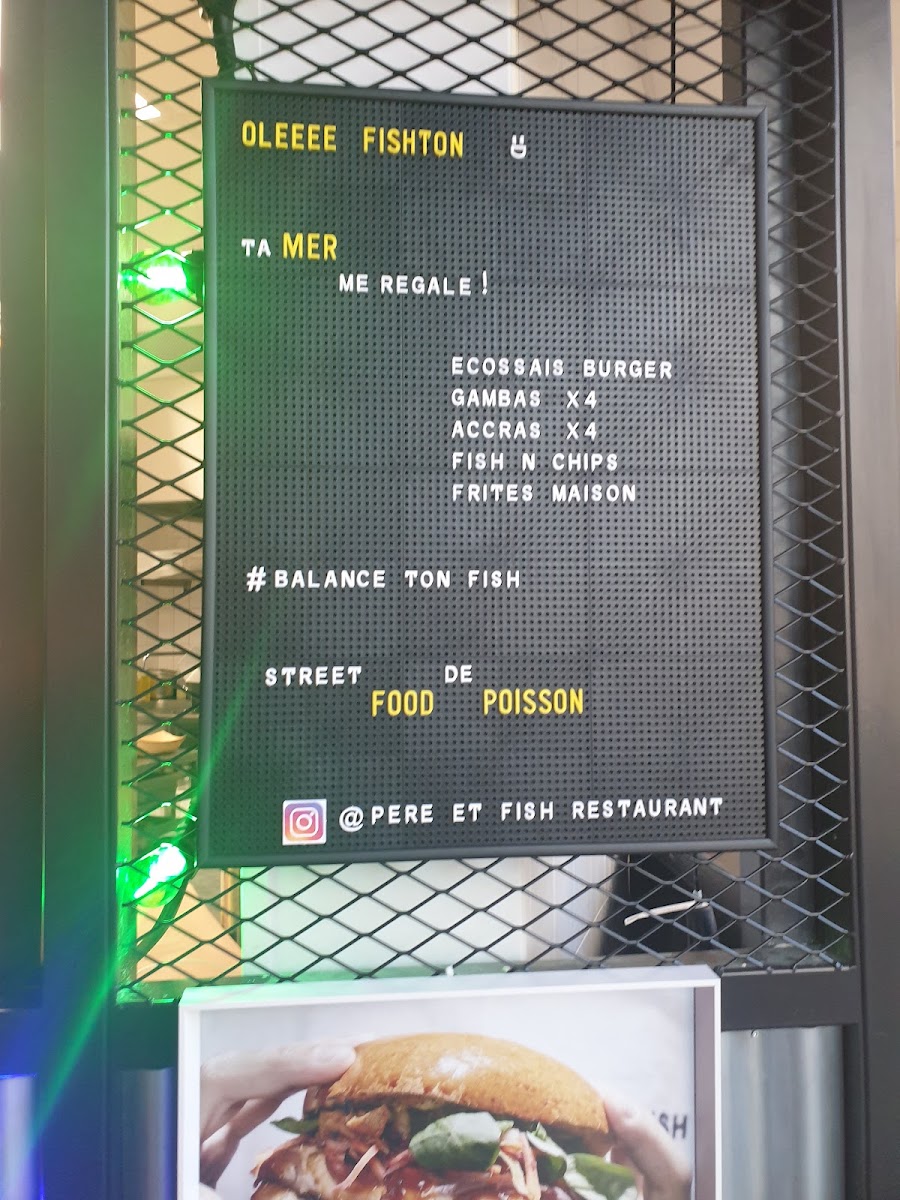 OLEEEE FISHTON
TA MER
ME REGALE !
ECOSSAIS BURGER
GAMBAS X4
ACCRAS X4
FISH N CHIPS
FRITES MAISON
#BALANCE TON FISH
STREET DE
FOOD POISSON
@PERE ET FISH RESTAURANT